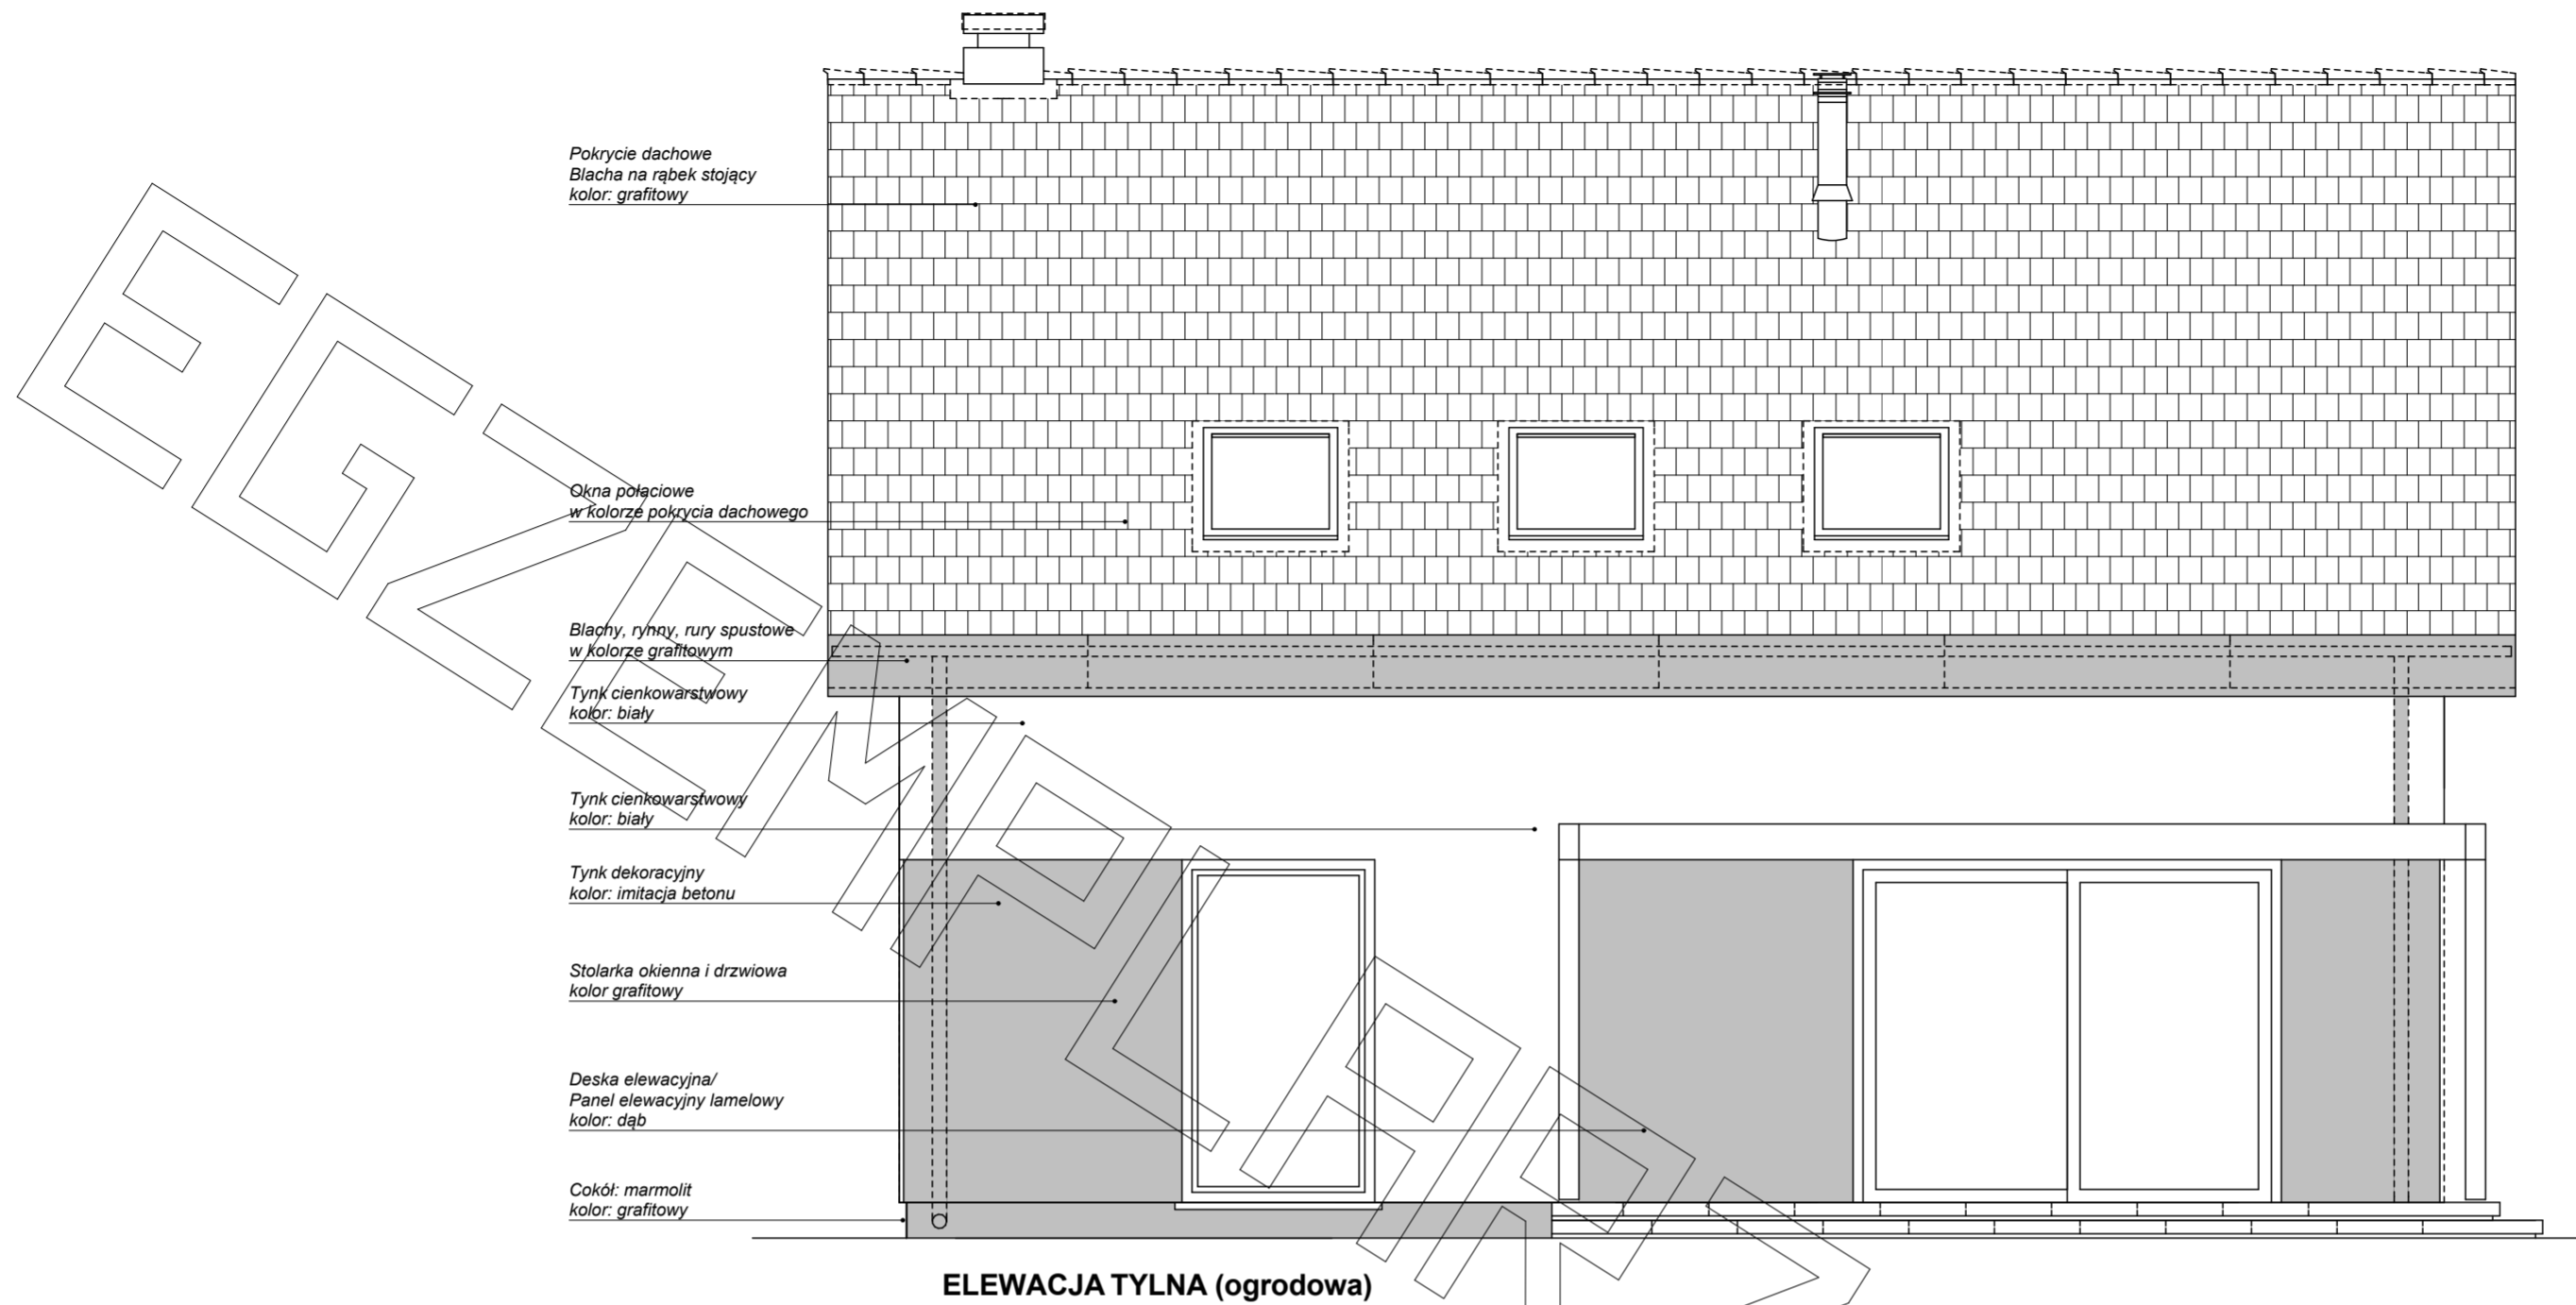 Pokrycie dachowe
Blacha na rąbek stojący
kolor: grafitowy
Okna połaciowe
w kolorze pokrycia dachowego
Blachy, rynny, rury spustowe
w kolorze grafitowym
Tynk cienkowarstwowy
kolor: biały
Tynk cienkowarstwowy
kolor: biały
Tynk dekoracyjny
kolor: imitacja betonu
Stolarka okienna i drzwiowa
kolor grafitowy
Deska elewacyjna/
Panel elewacyjny lamelowy
kolor: dąb
Cokół: marmolit
kolor: grafitowy
EGZEMPLARZ
ELEWACJA TYLNA (ogrodowa)